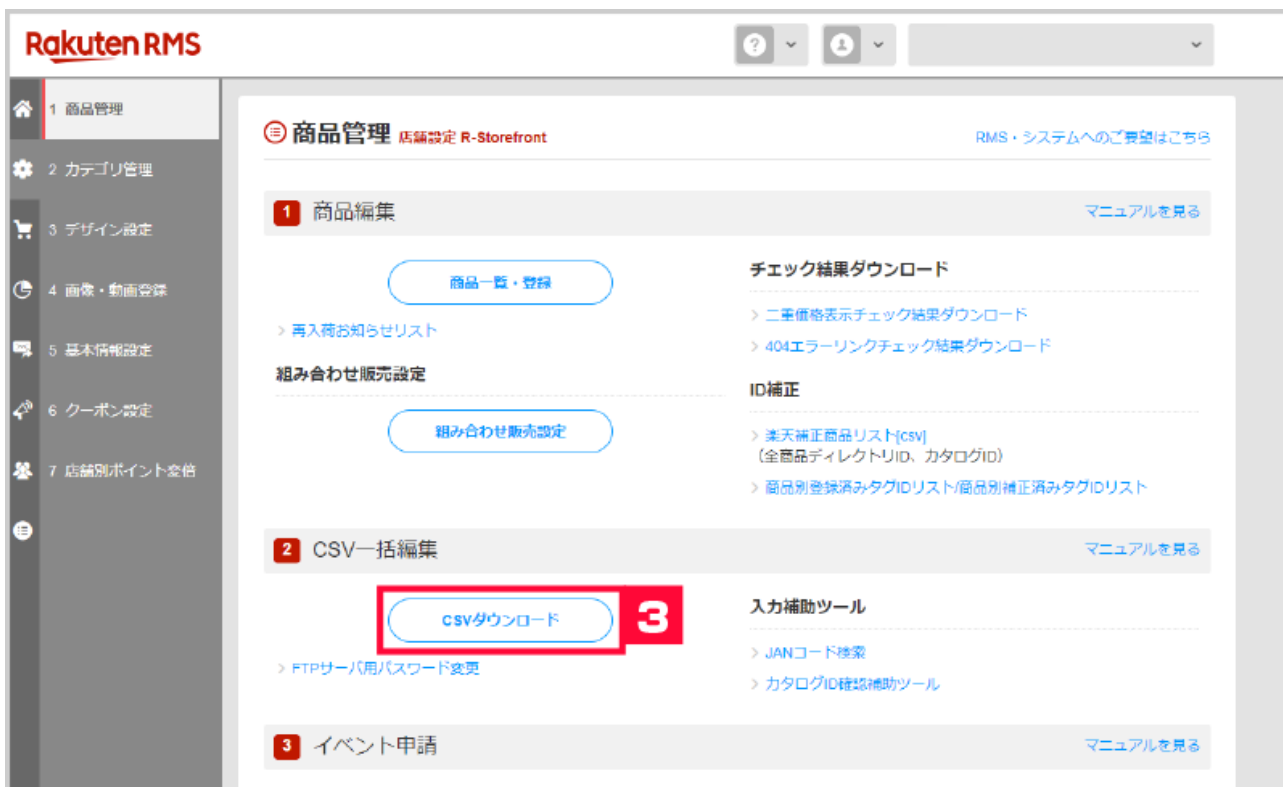 Rakuten RMS
1 商品管理
2 カテゴリ管理
3 デザイン設定
4 画像・動画登録
5 基本情報設定
6 クーポン設定
7 店舗別ポイント変倍
商品管理 店舗設定 R-Storefront
RMS・システムへのご要望はこちら
1 商品編集
マニュアルを見る
商品一覧・登録
> 再入荷お知らせリスト
組み合わせ販売設定
組み合わせ販売設定
チェック結果ダウンロード
> 二重価格表示チェック結果ダウンロード
> 404エラーリンクチェック結果ダウンロード
ID補正
> 楽天補正商品リスト[csv]
（全商品ディレクトリID、カタログID）
> 商品別登録済みタグIDリスト/商品別補正済みタグIDリスト
2 CSV一括編集
マニュアルを見る
CSVダウンロード
3
> FTPサーバ用パスワード変更
入力補助ツール
> JANコード検索
> カタログID確認補助ツール
3 イベント申請
マニュアルを見る